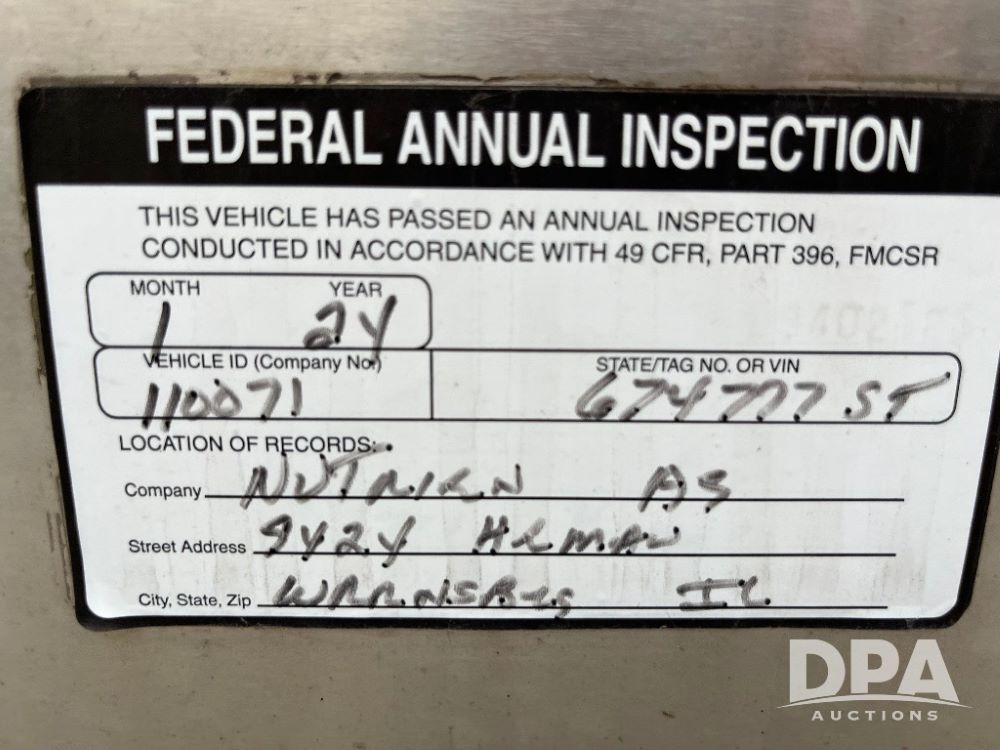 FEDERAL ANNUAL INSPECTION
THIS VEHICLE HAS PASSED AN ANNUAL INSPECTION
CONDUCTED IN ACCORDANCE WITH 49 CFR, PART 396, FMCSR
MONTH YEAR
1 24
VEHICLE ID (Company No.) STATE/TAG NO. OR VIN
110071 674777 ST
LOCATION OF RECORDS:
Company NUTRIEN AS
Street Address 9424
City, State, Zip IL
DPA
AUCTIONS